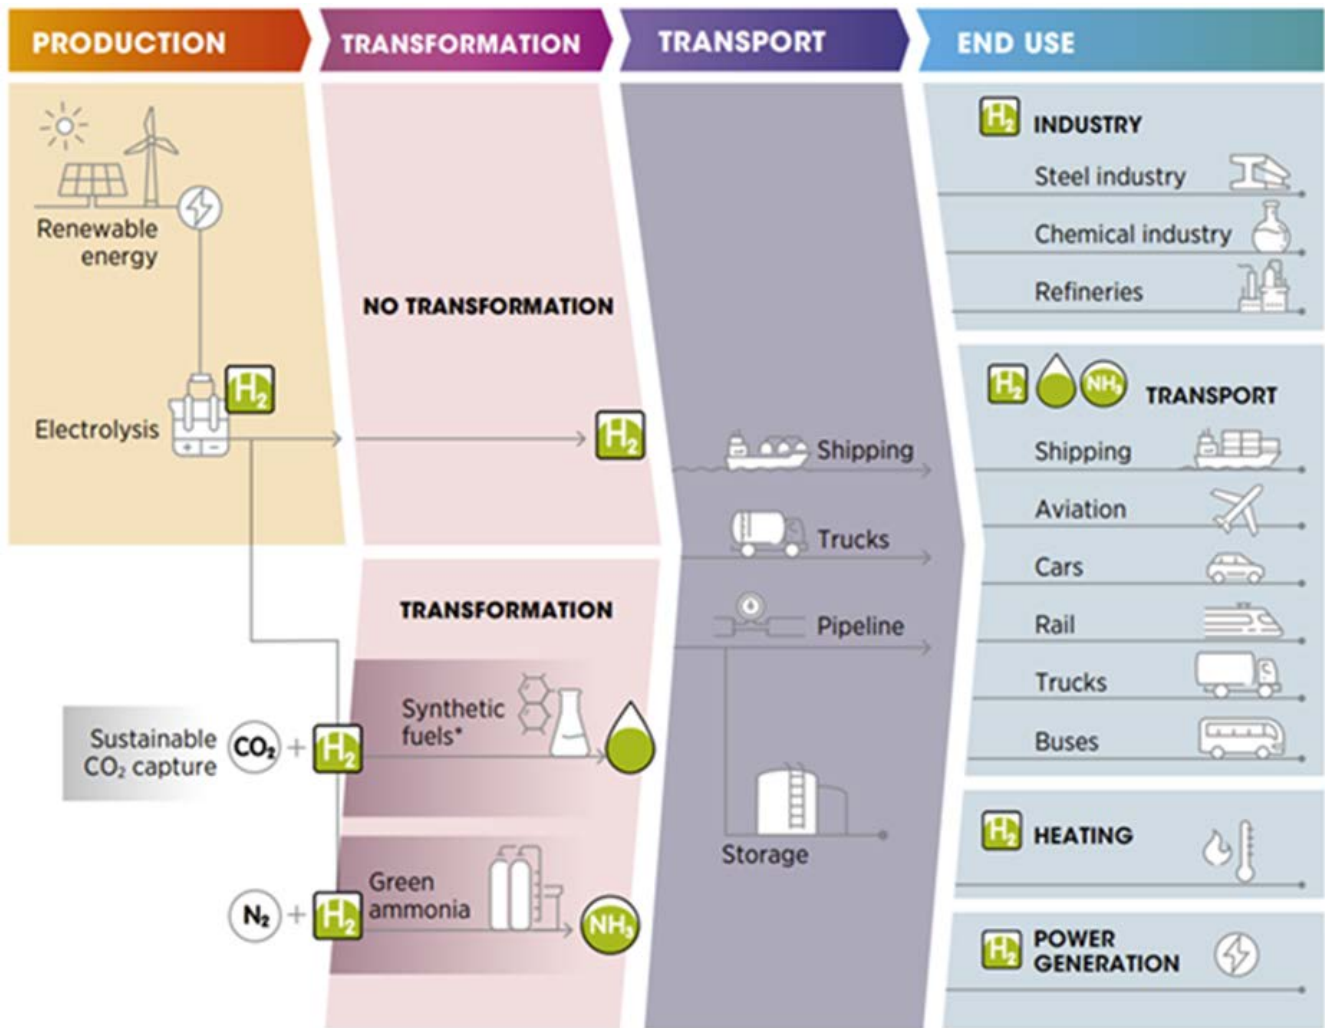 PRODUCTION
TRANSFORMATION
TRANSPORT
END USE
Renewable
energy
Electrolysis
H₂
NO TRANSFORMATION
H₂
TRANSFORMATION
Sustainable
CO₂ capture
CO₂ + H₂
Synthetic
fuels*
N₂ + H₂
Green
ammonia
NH₃
Shipping
Trucks
Pipeline
Storage
H₂ INDUSTRY
Steel industry
Chemical industry
Refineries
H₂ NH₃ TRANSPORT
Shipping
Aviation
Cars
Rail
Trucks
Buses
H₂ HEATING
H₂ POWER
GENERATION